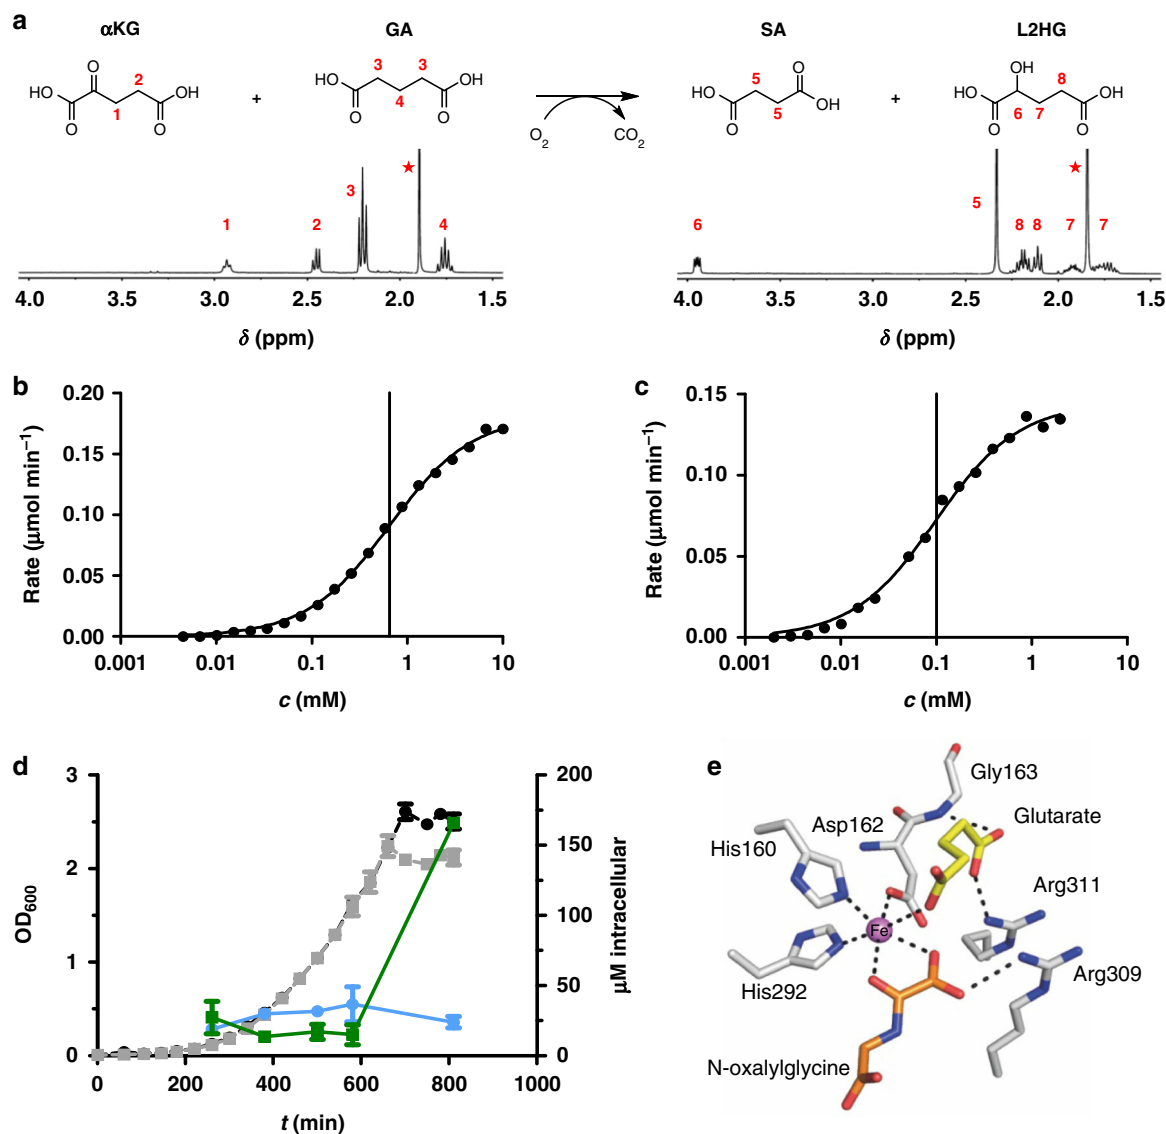 a
αKG
GA
SA
L2HG
O
HO
OH
O
O
1
2
+
O
HO
OH
O
3
3
4
O₂
CO₂
O
HO
OH
O
5
5
+
OH
HO
OH
O
O
6
7
8
1
2
3
★
4
4.0 3.5 3.0 2.5 2.0 1.5
δ (ppm)
6
5
8
8
7
★
7
4.0 3.5 3.0 2.5 2.0 1.5
δ (ppm)
b
Rate (μmol min⁻¹)
0.20
0.15
0.10
0.05
0.00
0.001 0.01 0.1 1 10
c (mM)
c
Rate (μmol min⁻¹)
0.15
0.10
0.05
0.00
0.001 0.01 0.1 1 10
c (mM)
d
OD₆₀₀
3
2
1
0
200
150
100
50
0
μM intracellular
0 200 400 600 800 1000
t (min)
e
Gly163
Glutarate
Asp162
His160
Arg311
Fe
Arg309
His292
N-oxalylglycine